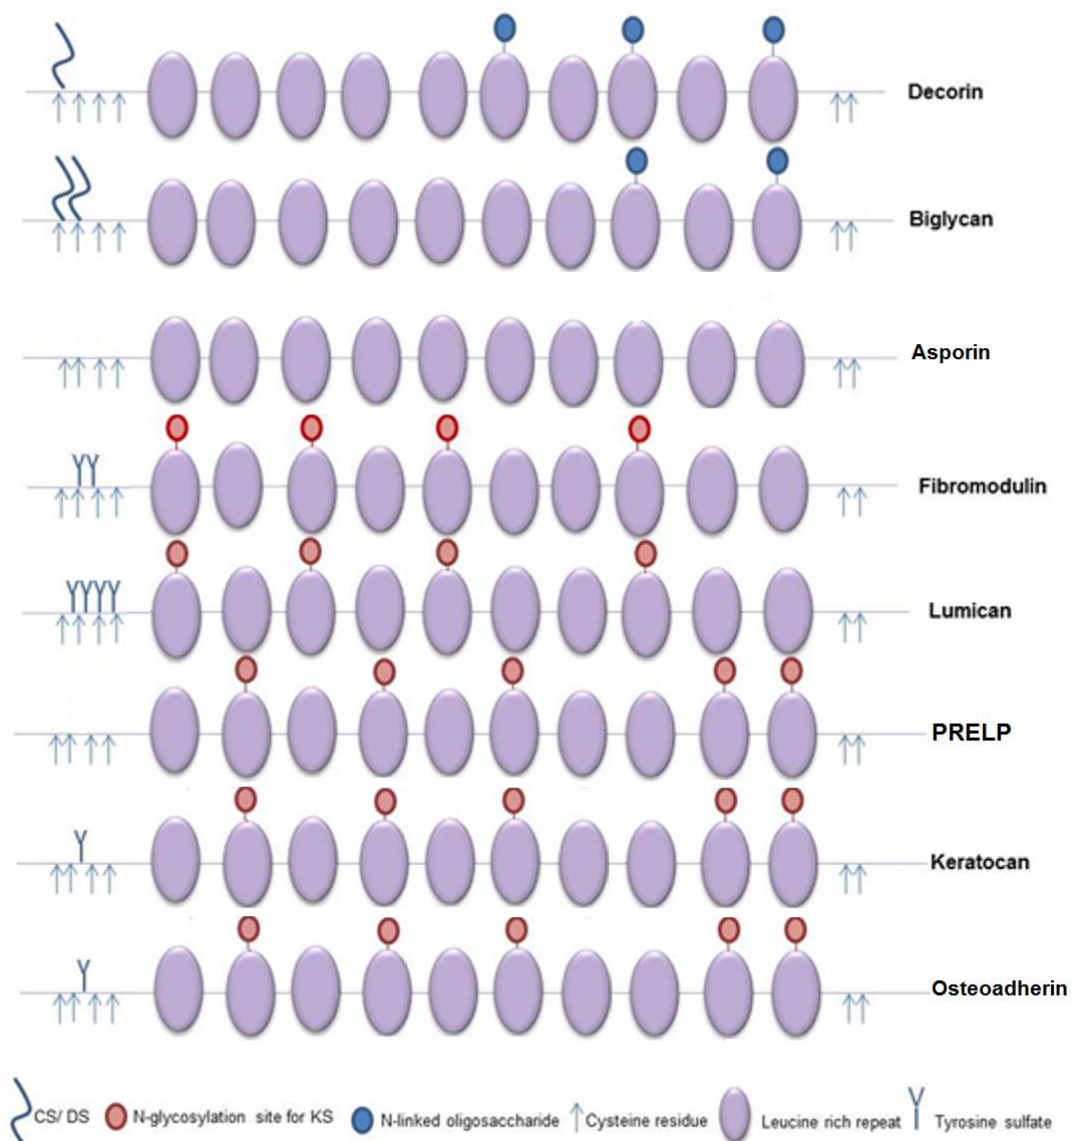 Decorin
Biglycan
Asporin
Fibromodulin
Lumican
PRELP
Keratocan
Osteoadherin
CS/ DS N-glycosylation site for KS N-linked oligosaccharide Cysteine residue Leucine rich repeat Tyrosine sulfate